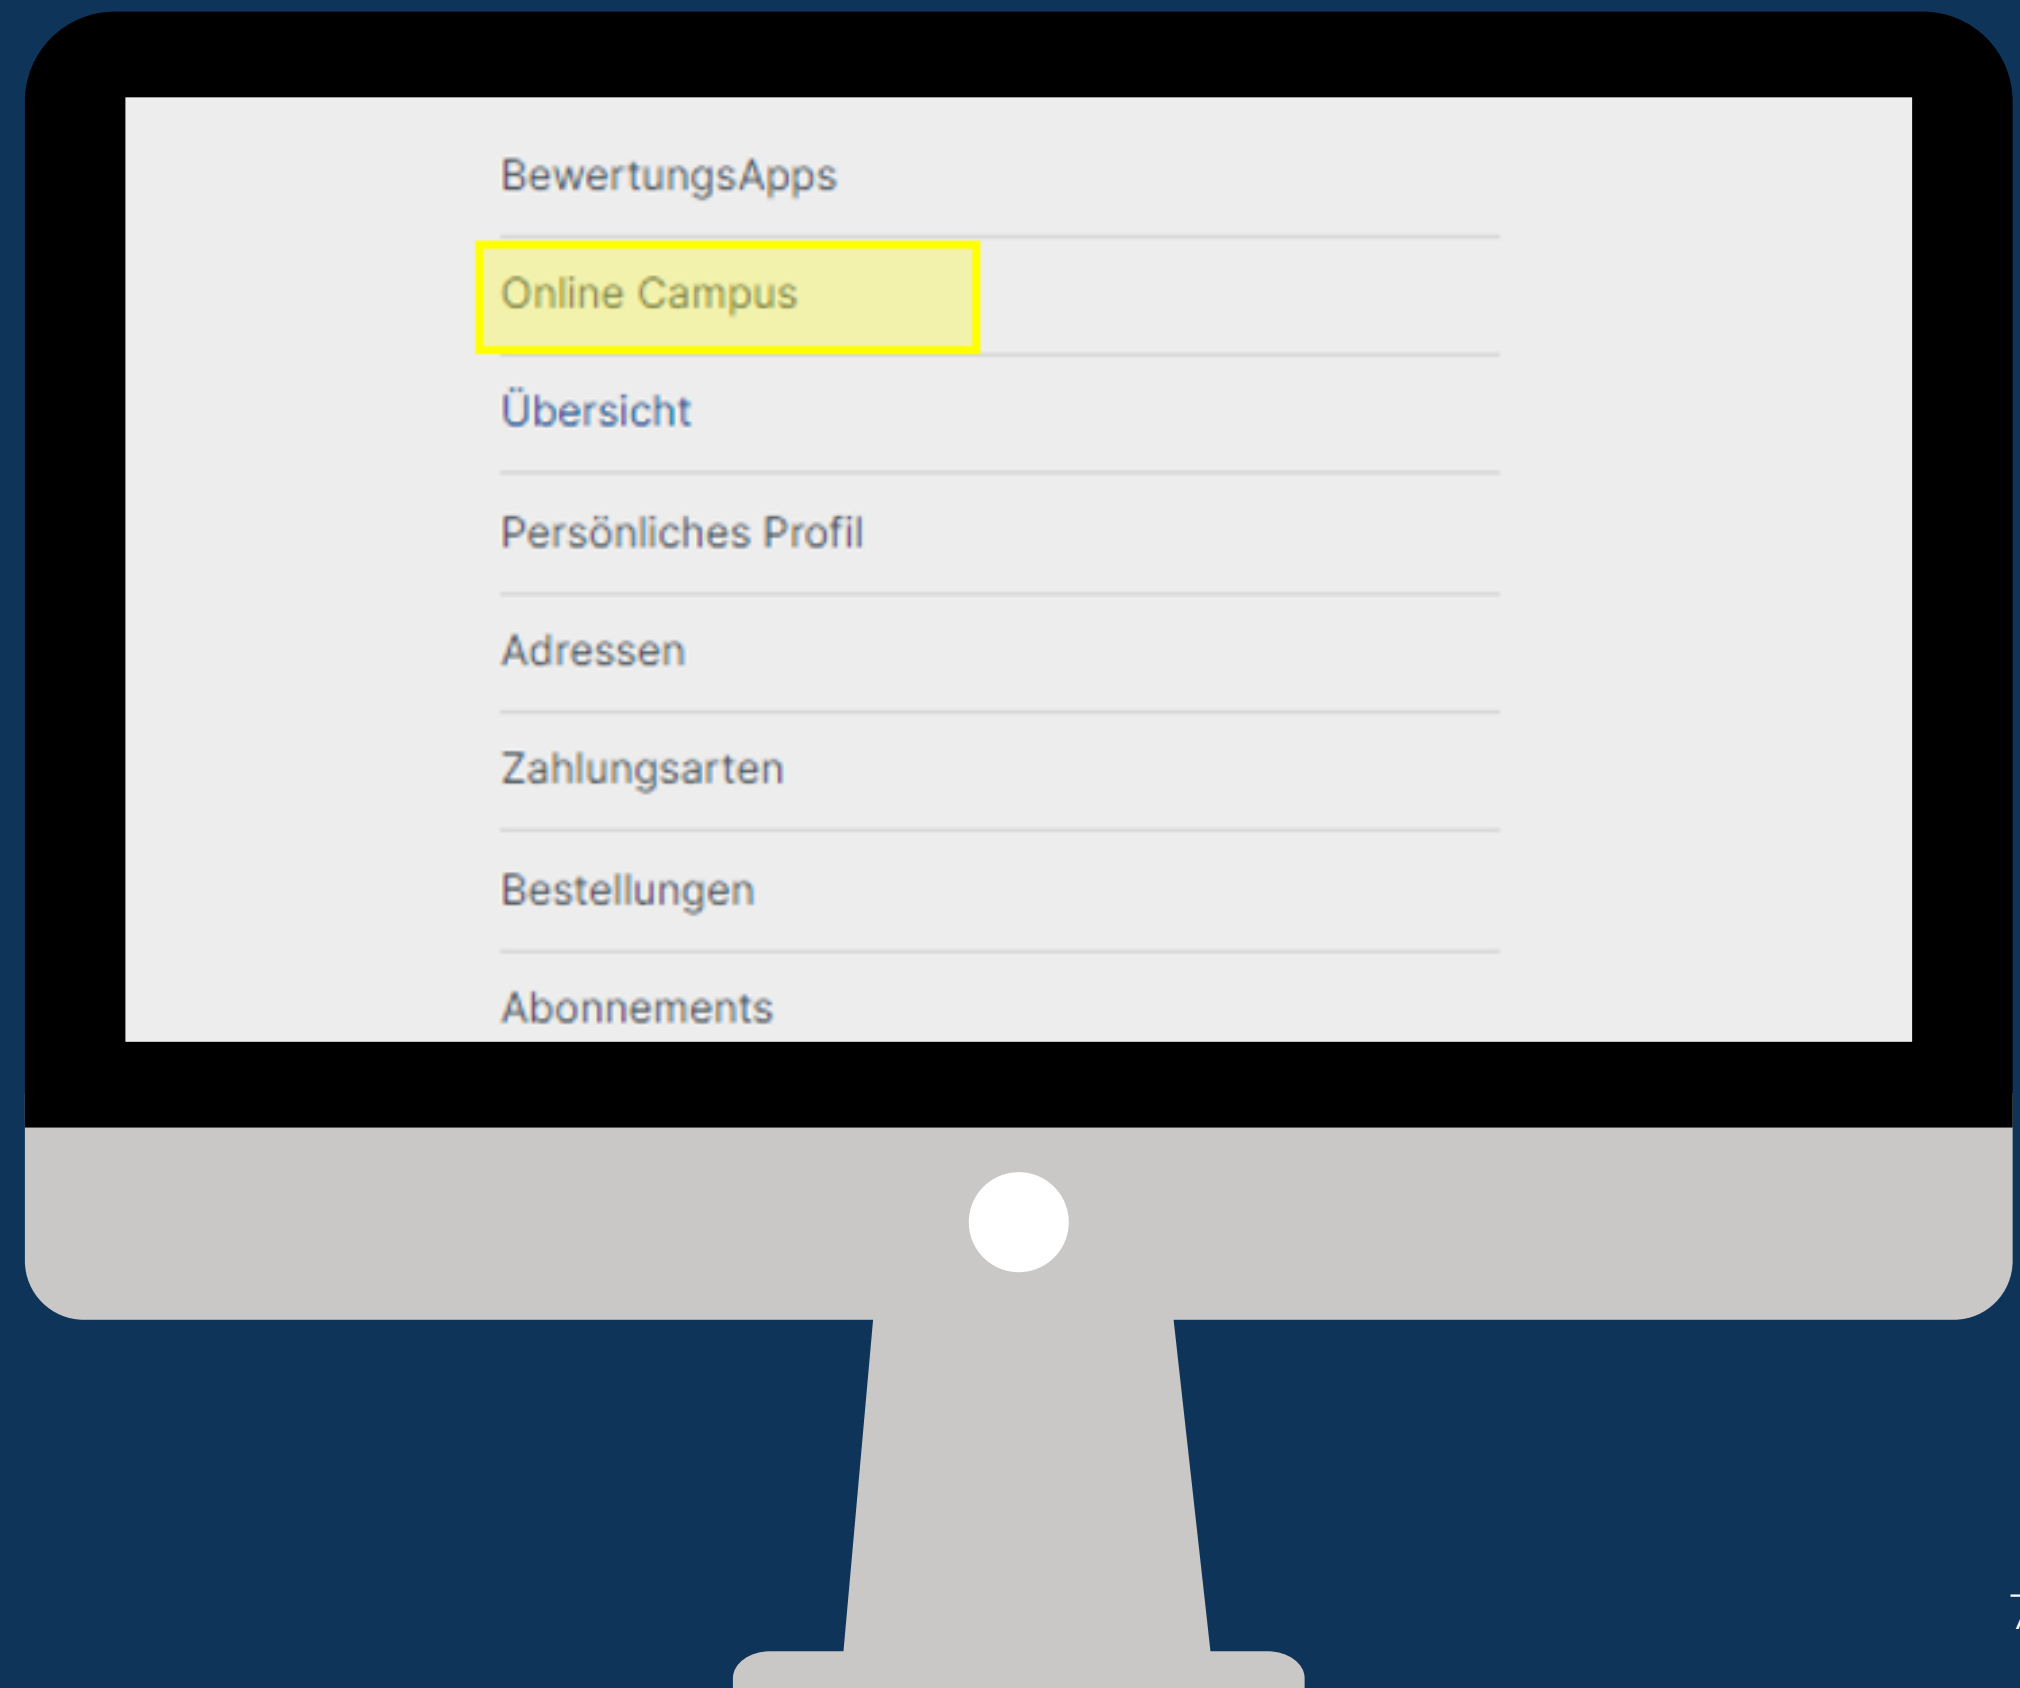 BewertungsApps
Online Campus
Übersicht
Persönliches Profil
Adressen
Zahlungsarten
Bestellungen
Abonnements